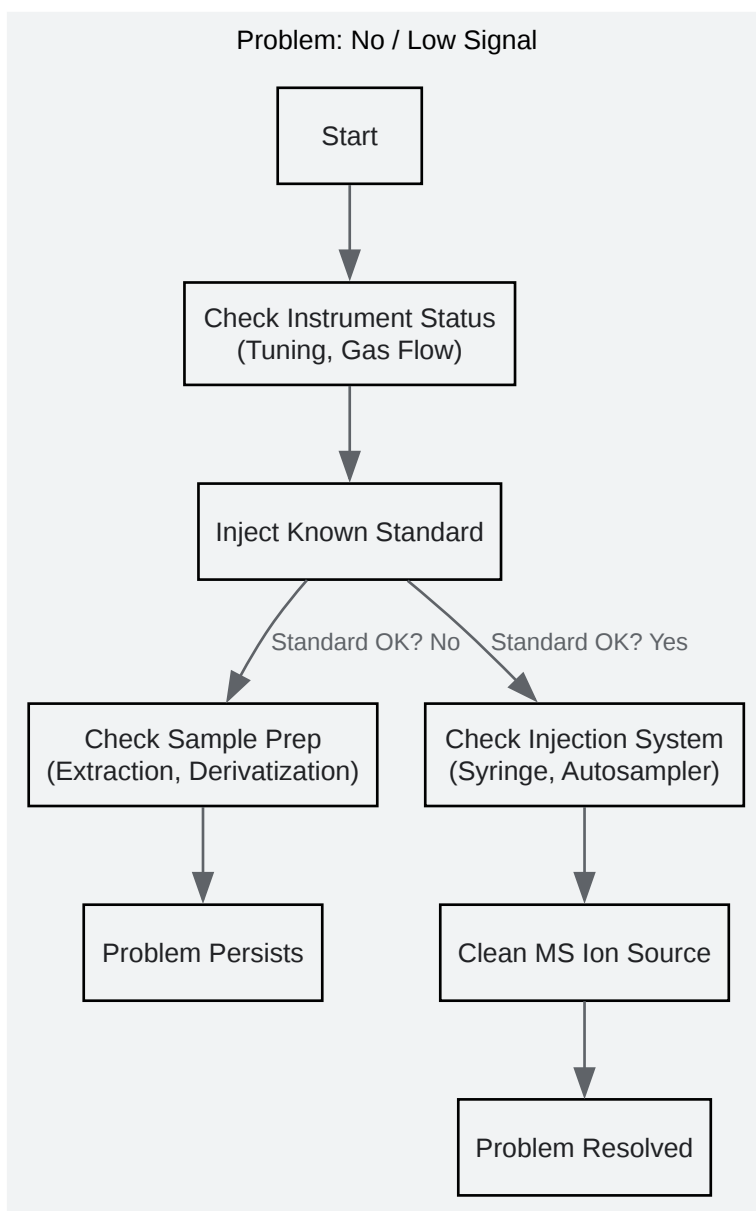 Problem: No / Low Signal
Start
Check Instrument Status
(Tuning, Gas Flow)
Inject Known Standard
Standard OK? No
Standard OK? Yes
Check Sample Prep
(Extraction, Derivatization)
Check Injection System
(Syringe, Autosampler)
Problem Persists
Clean MS Ion Source
Problem Resolved